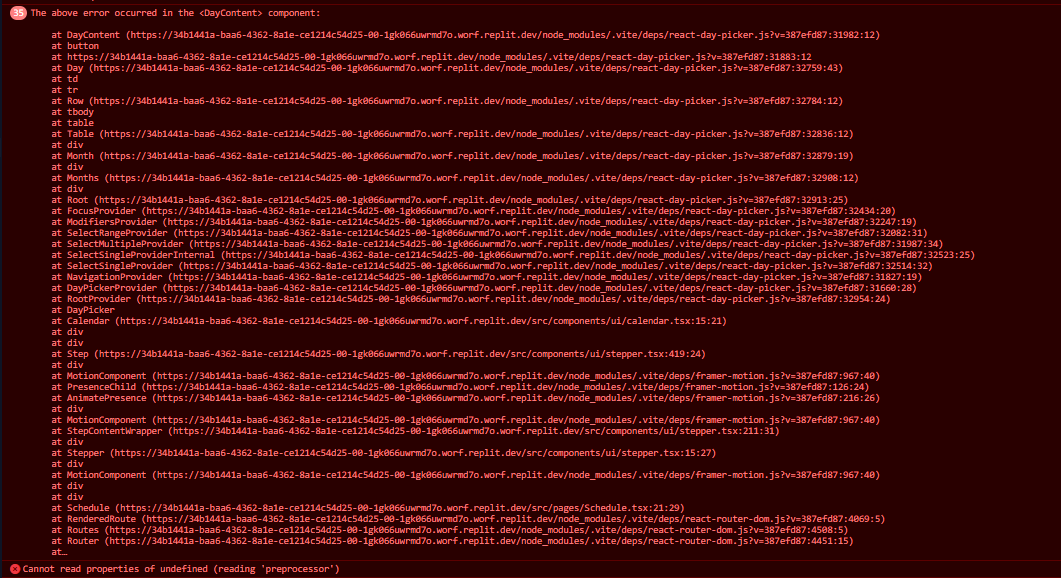 35 The above error occurred in the <DayContent> component:
at DayContent (https://34b1441a-baa6-4362-8a1e-ce1214c54d25-00-1gk066uwrmd7o.worf.replit.dev/node_modules/.vite/deps/react-day-picker.js?v=387efd87:31982:12)
at button
at https://34b1441a-baa6-4362-8a1e-ce1214c54d25-00-1gk066uwrmd7o.worf.replit.dev/node_modules/.vite/deps/react-day-picker.js?v=387efd87:31883:12
at Day (https://34b1441a-baa6-4362-8a1e-ce1214c54d25-00-1gk066uwrmd7o.worf.replit.dev/node_modules/.vite/deps/react-day-picker.js?v=387efd87:32759:43)
at td
at tr
at Row (https://34b1441a-baa6-4362-8a1e-ce1214c54d25-00-1gk066uwrmd7o.worf.replit.dev/node_modules/.vite/deps/react-day-picker.js?v=387efd87:32784:12)
at tbody
at table
at Table (https://34b1441a-baa6-4362-8a1e-ce1214c54d25-00-1gk066uwrmd7o.worf.replit.dev/node_modules/.vite/deps/react-day-picker.js?v=387efd87:32836:12)
at div
at Month (https://34b1441a-baa6-4362-8a1e-ce1214c54d25-00-1gk066uwrmd7o.worf.replit.dev/node_modules/.vite/deps/react-day-picker.js?v=387efd87:32879:19)
at div
at Months (https://34b1441a-baa6-4362-8a1e-ce1214c54d25-00-1gk066uwrmd7o.worf.replit.dev/node_modules/.vite/deps/react-day-picker.js?v=387efd87:32908:12)
at div
at Root (https://34b1441a-baa6-4362-8a1e-ce1214c54d25-00-1gk066uwrmd7o.worf.replit.dev/node_modules/.vite/deps/react-day-picker.js?v=387efd87:32913:25)
at FocusProvider (https://34b1441a-baa6-4362-8a1e-ce1214c54d25-00-1gk066uwrmd7o.worf.replit.dev/node_modules/.vite/deps/react-day-picker.js?v=387efd87:32434:20)
at ModifiersProvider (https://34b1441a-baa6-4362-8a1e-ce1214c54d25-00-1gk066uwrmd7o.worf.replit.dev/node_modules/.vite/deps/react-day-picker.js?v=387efd87:32247:19)
at SelectRangeProvider (https://34b1441a-baa6-4362-8a1e-ce1214c54d25-00-1gk066uwrmd7o.worf.replit.dev/node_modules/.vite/deps/react-day-picker.js?v=387efd87:32082:31)
at SelectMultipleProvider (https://34b1441a-baa6-4362-8a1e-ce1214c54d25-00-1gk066uwrmd7o.worf.replit.dev/node_modules/.vite/deps/react-day-picker.js?v=387efd87:31987:34)
at SelectSingleProviderInternal (https://34b1441a-baa6-4362-8a1e-ce1214c54d25-00-1gk066uwrmd7o.worf.replit.dev/node_modules/.vite/deps/react-day-picker.js?v=387efd87:32523:25)
at SelectSingleProvider (https://34b1441a-baa6-4362-8a1e-ce1214c54d25-00-1gk066uwrmd7o.worf.replit.dev/node_modules/.vite/deps/react-day-picker.js?v=387efd87:32514:32)
at NavigationProvider (https://34b1441a-baa6-4362-8a1e-ce1214c54d25-00-1gk066uwrmd7o.worf.replit.dev/node_modules/.vite/deps/react-day-picker.js?v=387efd87:31827:19)
at DayPickerProvider (https://34b1441a-baa6-4362-8a1e-ce1214c54d25-00-1gk066uwrmd7o.worf.replit.dev/node_modules/.vite/deps/react-day-picker.js?v=387efd87:31660:28)
at RootProvider (https://34b1441a-baa6-4362-8a1e-ce1214c54d25-00-1gk066uwrmd7o.worf.replit.dev/node_modules/.vite/deps/react-day-picker.js?v=387efd87:32954:24)
at DayPicker
at Calendar (https://34b1441a-baa6-4362-8a1e-ce1214c54d25-00-1gk066uwrmd7o.worf.replit.dev/src/components/ui/calendar.tsx:15:21)
at div
at div
at Step (https://34b1441a-baa6-4362-8a1e-ce1214c54d25-00-1gk066uwrmd7o.worf.replit.dev/src/components/ui/stepper.tsx:419:24)
at div
at MotionComponent (https://34b1441a-baa6-4362-8a1e-ce1214c54d25-00-1gk066uwrmd7o.worf.replit.dev/node_modules/.vite/deps/framer-motion.js?v=387efd87:967:40)
at PresenceChild (https://34b1441a-baa6-4362-8a1e-ce1214c54d25-00-1gk066uwrmd7o.worf.replit.dev/node_modules/.vite/deps/framer-motion.js?v=387efd87:126:24)
at AnimatePresence (https://34b1441a-baa6-4362-8a1e-ce1214c54d25-00-1gk066uwrmd7o.worf.replit.dev/node_modules/.vite/deps/framer-motion.js?v=387efd87:216:26)
at div
at MotionComponent (https://34b1441a-baa6-4362-8a1e-ce1214c54d25-00-1gk066uwrmd7o.worf.replit.dev/node_modules/.vite/deps/framer-motion.js?v=387efd87:967:40)
at StepContentWrapper (https://34b1441a-baa6-4362-8a1e-ce1214c54d25-00-1gk066uwrmd7o.worf.replit.dev/src/components/ui/stepper.tsx:211:31)
at div
at Stepper (https://34b1441a-baa6-4362-8a1e-ce1214c54d25-00-1gk066uwrmd7o.worf.replit.dev/src/components/ui/stepper.tsx:15:27)
at div
at MotionComponent (https://34b1441a-baa6-4362-8a1e-ce1214c54d25-00-1gk066uwrmd7o.worf.replit.dev/node_modules/.vite/deps/framer-motion.js?v=387efd87:967:40)
at div
at div
at Schedule (https://34b1441a-baa6-4362-8a1e-ce1214c54d25-00-1gk066uwrmd7o.worf.replit.dev/src/pages/Schedule.tsx:21:29)
at RenderedRoute (https://34b1441a-baa6-4362-8a1e-ce1214c54d25-00-1gk066uwrmd7o.worf.replit.dev/node_modules/.vite/deps/react-router-dom.js?v=387efd87:4069:5)
at Routes (https://34b1441a-baa6-4362-8a1e-ce1214c54d25-00-1gk066uwrmd7o.worf.replit.dev/node_modules/.vite/deps/react-router-dom.js?v=387efd87:4508:5)
at Router (https://34b1441a-baa6-4362-8a1e-ce1214c54d25-00-1gk066uwrmd7o.worf.replit.dev/node_modules/.vite/deps/react-router-dom.js?v=387efd87:4451:15)
at…
Cannot read properties of undefined (reading 'preprocessor')